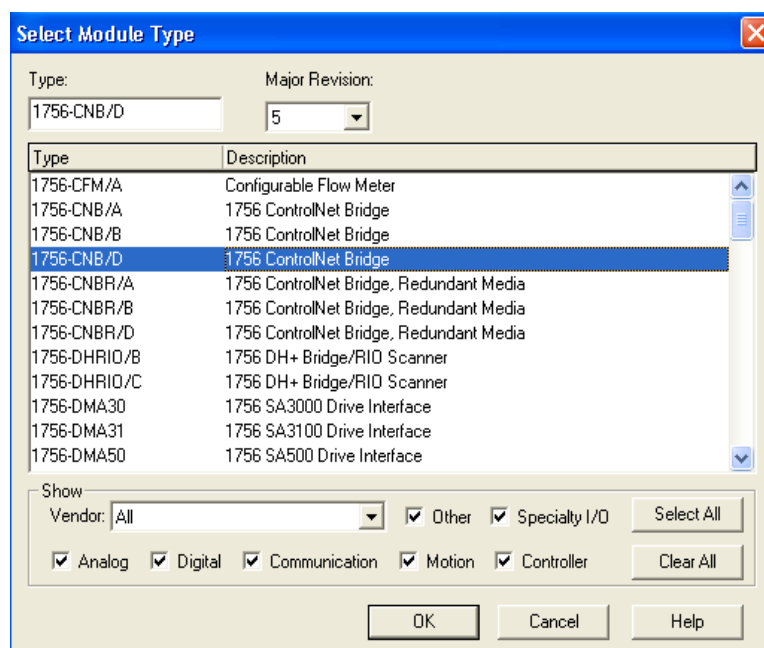 Select Module Type
Type: Major Revision:
1756-CNB/D 5
Type Description
1756-CFM/A Configurable Flow Meter
1756-CNB/A 1756 ControlNet Bridge
1756-CNB/B 1756 ControlNet Bridge
1756-CNB/D 1756 ControlNet Bridge
1756-CNBR/A 1756 ControlNet Bridge, Redundant Media
1756-CNBR/B 1756 ControlNet Bridge, Redundant Media
1756-CNBR/D 1756 ControlNet Bridge, Redundant Media
1756-DHRIO/B 1756 DH+ Bridge/RIO Scanner
1756-DHRIO/C 1756 DH+ Bridge/RIO Scanner
1756-DMA30 1756 SA3000 Drive Interface
1756-DMA31 1756 SA3100 Drive Interface
1756-DMA50 1756 SA500 Drive Interface
Show
Vendor: All Other Specialty I/O Select All
Analog Digital Communication Motion Controller Clear All
OK Cancel Help